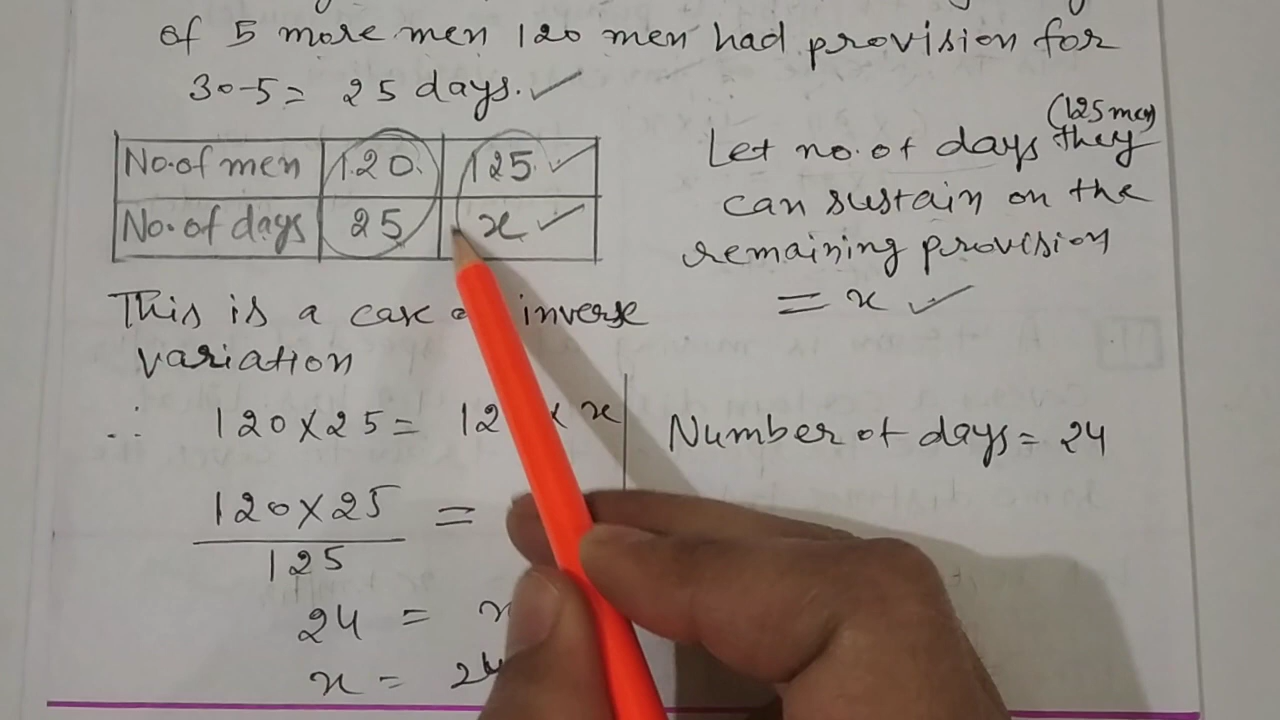 of 5 more men 120 men had provision for
30-5= 25 days. ✓
No. of men 120 125 ✓
No. of days 25 x ✓
(125 men)
Let no. of days they
can sustain on the
remaining provision
= x ✓
This is a case inverse
variation
∴ 120 x 25 = 12 x x
120 x 25 =
125
24 = x
x = 24
Number of days = 24